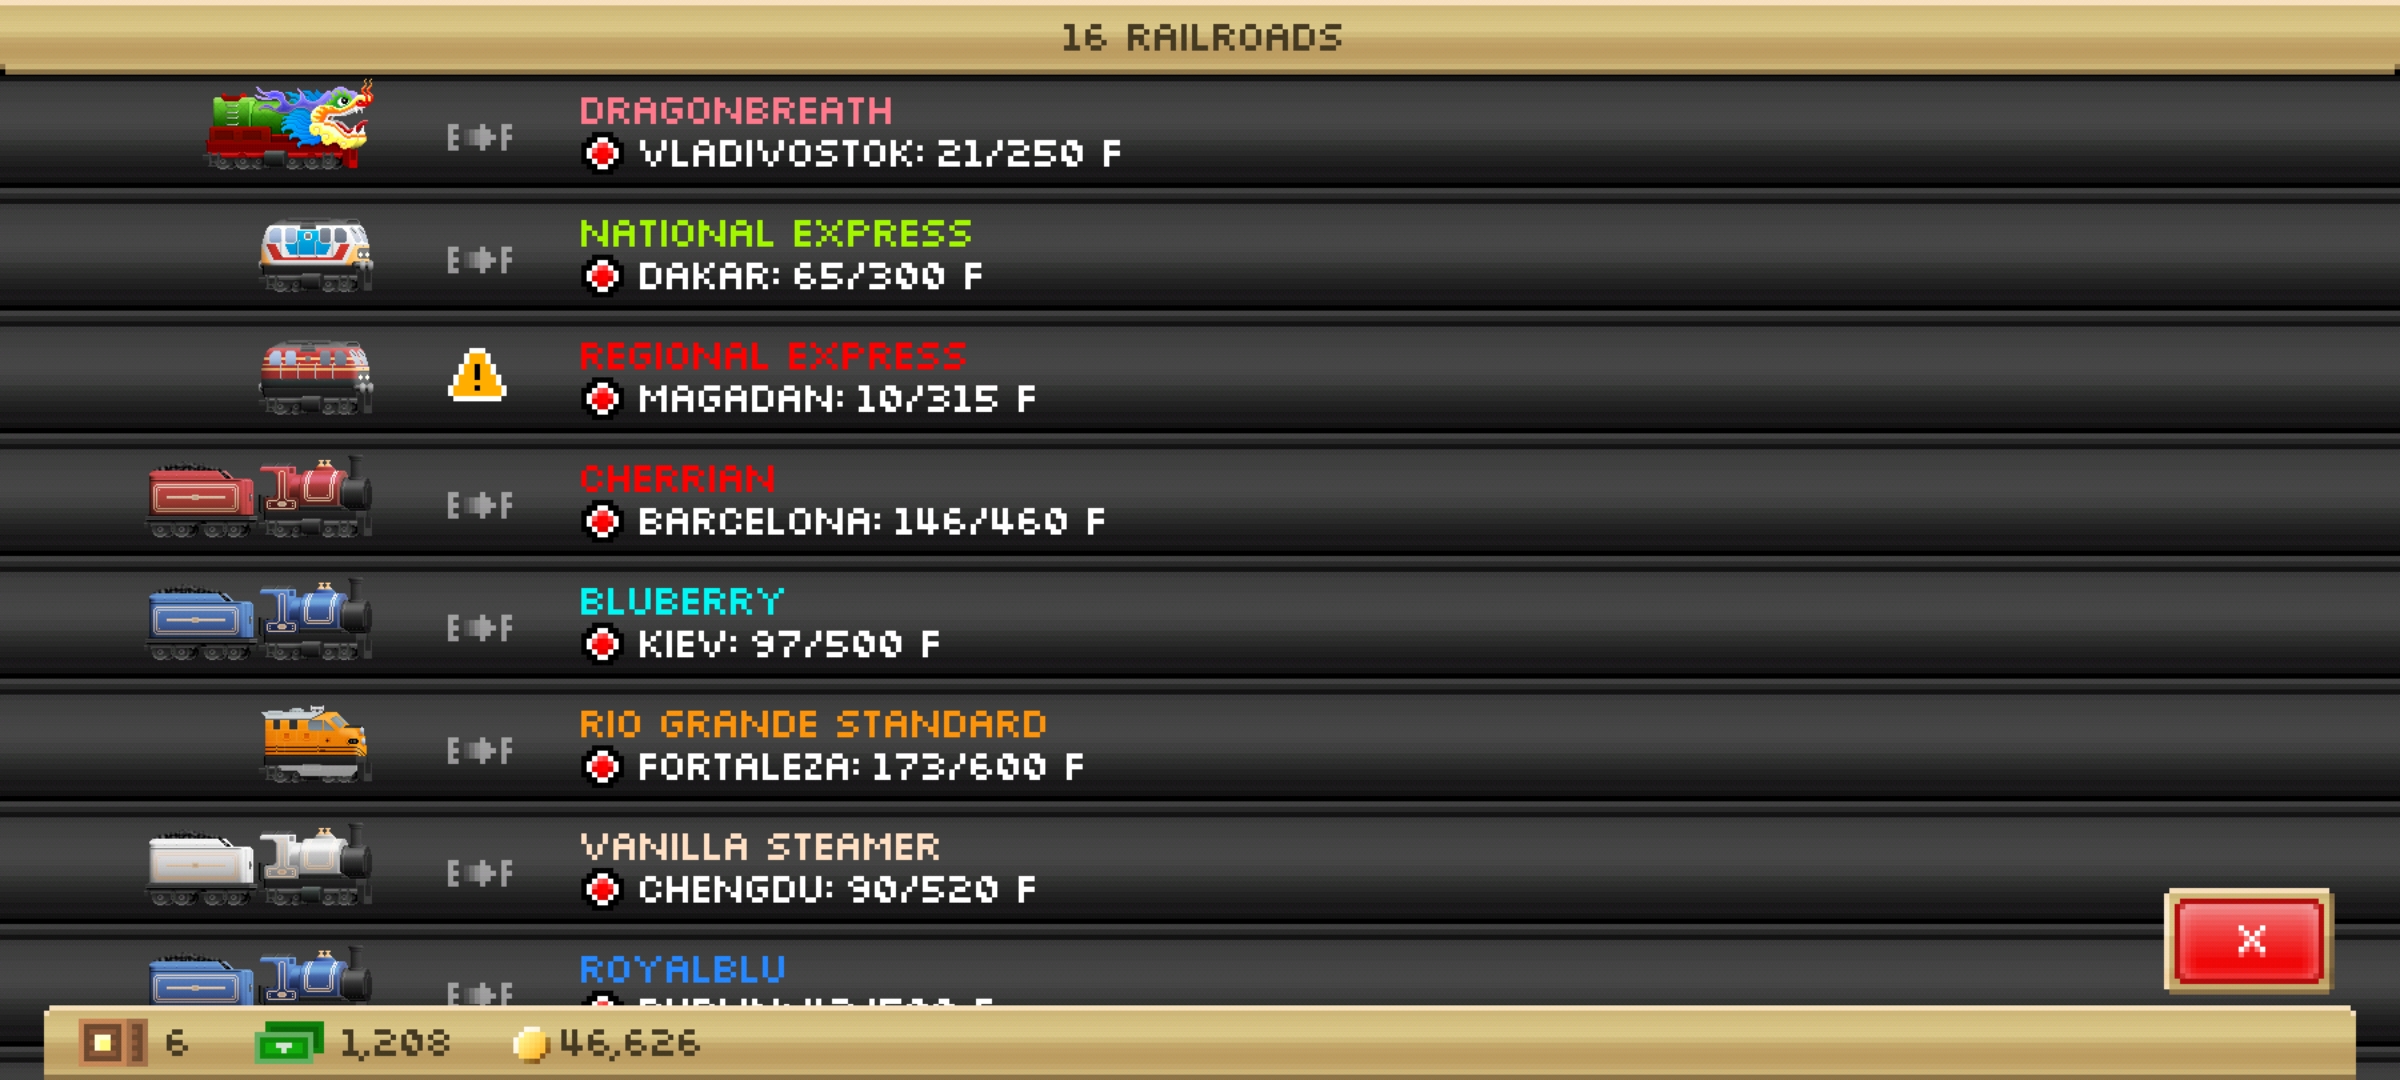 16 RAILROADS
DRAGONBREATH
E F VLADIVOSTOK: 21/250 F
NATIONAL EXPRESS
E F DAKAR: 65/300 F
REGIONAL EXPRESS
! MAGADAN: 10/315 F
CHERRIAN
E F BARCELONA: 146/460 F
BLUBERRY
E F KIEV: 97/500 F
RIO GRANDE STANDARD
E F FORTALEZA: 173/600 F
VANILLA STEAMER
E F CHENGDU: 90/520 F
X
ROYALBLU
E F
6 1,208 46,626